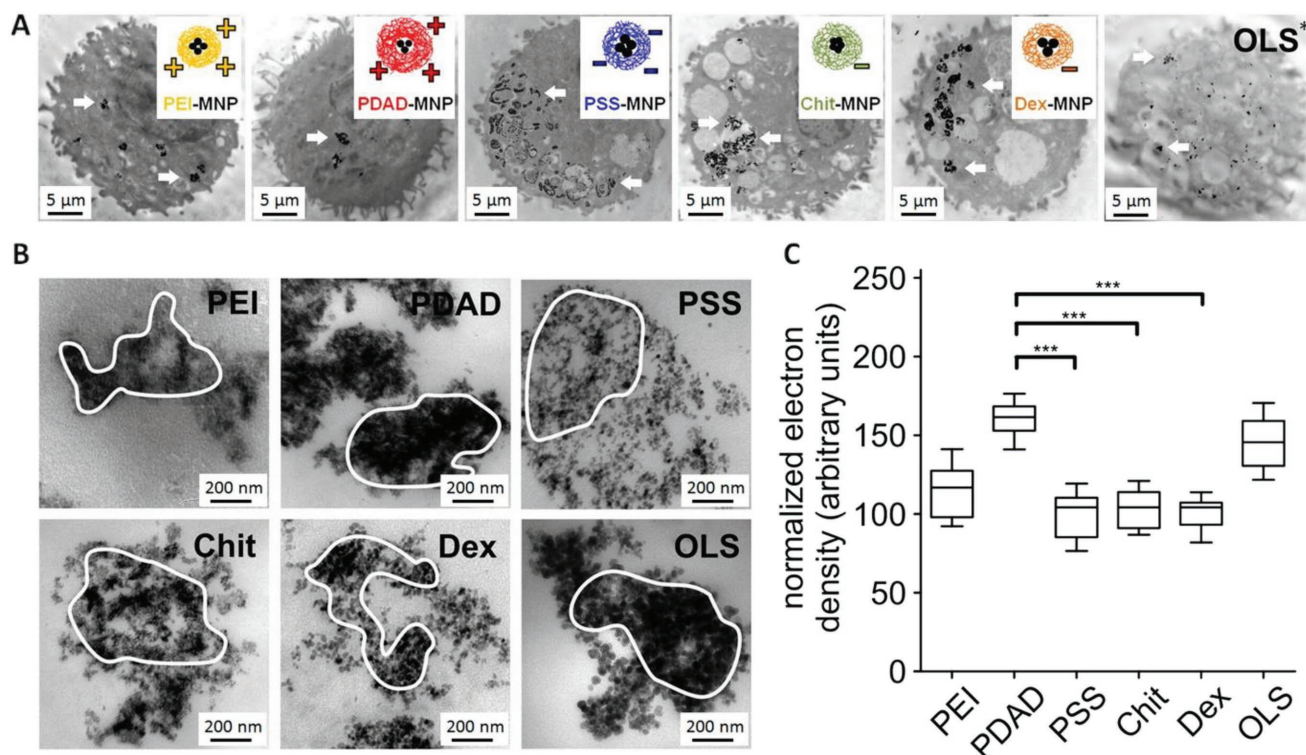 A
PEI-MNP
PDAD-MNP
PSS-MNP
Chit-MNP
Dex-MNP
OLS*
5 µm
5 µm
5 µm
5 µm
5 µm
5 µm
B
PEI
PDAD
PSS
200 nm
200 nm
200 nm
Chit
Dex
OLS
200 nm
200 nm
200 nm
C
normalized electron
density (arbitrary units)
250
200
150
100
50
0
***
***
***
PEI
PDAD
PSS
Chit
Dex
OLS